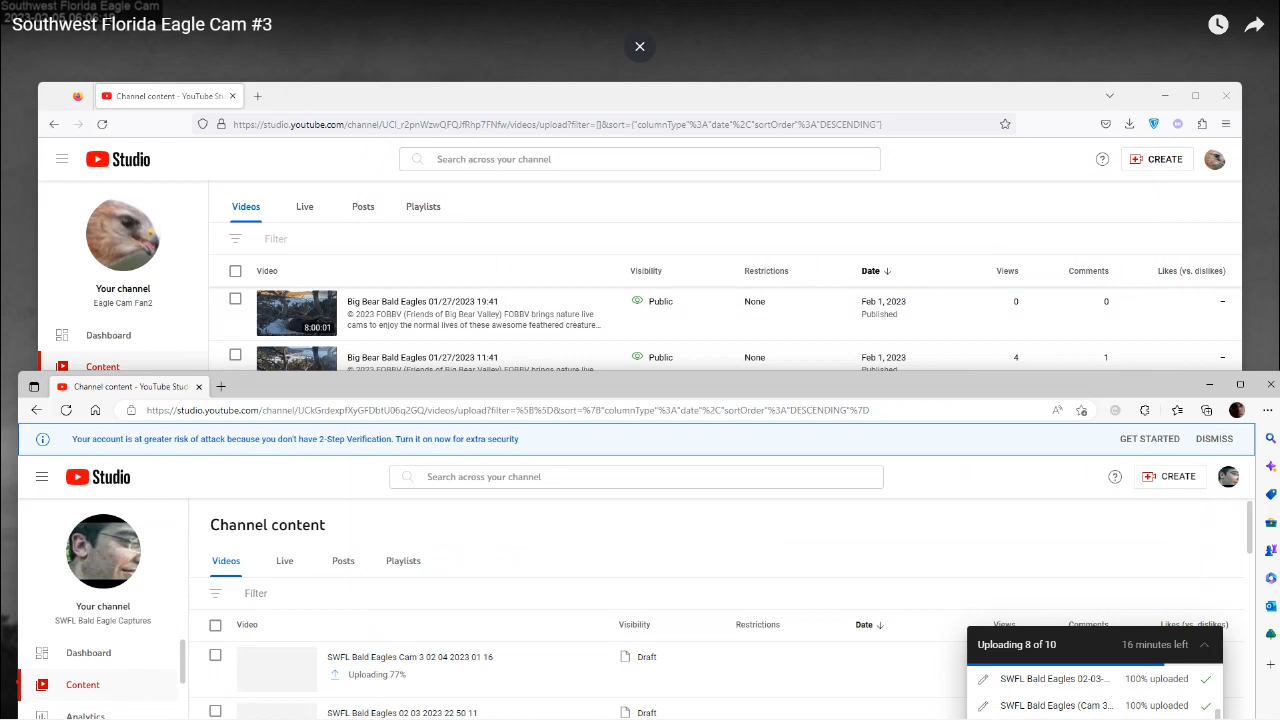 Southwest Florida Eagle Cam
Southwest Florida Eagle Cam #3
Channel content - YouTube Stu
https://studio.youtube.com/channel/UCI_r2pnWzwQFQJfRhp7FNfw/videos/upload?filter=[]&sort={"columnType"%3A"date"%2C"sortOrder"%3A"DESCENDING"}
Studio
Search across your channel
CREATE
Videos Live Posts Playlists
Filter
Your channel
Eagle Cam Fan2
Video Visibility Restrictions Date Views Comments Likes (vs. dislikes)
Big Bear Bald Eagles 01/27/2023 19:41 Public None Feb 1, 2023 0 0 –
© 2023 FOBBV (Friends of Big Bear Valley) FOBBV brings nature live Published
cams to enjoy the normal lives of these awesome feathered creature...
8:00:01
Dashboard
Big Bear Bald Eagles 01/27/2023 11:41 Public None Feb 1, 2023 4 1 –
Content
Channel content - YouTube Stud
https://studio.youtube.com/channel/UCkGrdexpfXyGFDbtU06q2GQ/videos/upload?filter=%5B%5D&sort=%7B"columnType"%3A"date"%2C"sortOrder"%3A"DESCENDING"%7D
Your account is at greater risk of attack because you don't have 2-Step Verification. Turn it on now for extra security GET STARTED DISMISS
Studio
Search across your channel
CREATE
Channel content
Videos Live Posts Playlists
Filter
Your channel
SWFL Bald Eagle Captures
Video Visibility Restrictions Date Views Comments Likes (vs. dislikes)
Dashboard
SWFL Bald Eagles Cam 3 02 04 2023 01 16 Draft
Uploading 77%
Content
SWFL Bald Eagles 02 03 2023 22 50 11 Draft
Analytics
Uploading 8 of 10 16 minutes left
SWFL Bald Eagles 02-03-... 100% uploaded
SWFL Bald Eagles (Cam 3... 100% uploaded